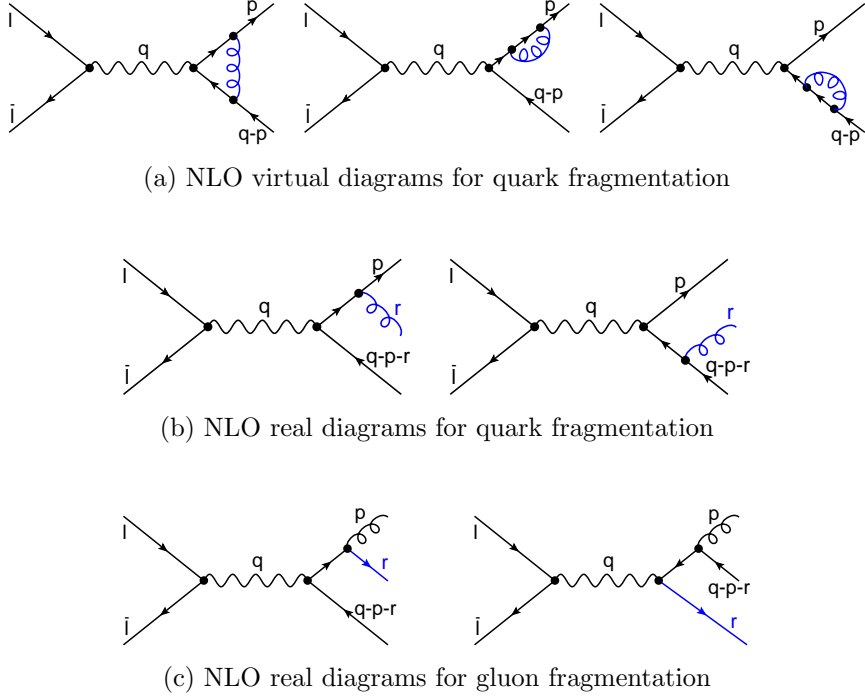 l q p
l̄ q-p
l q p
l̄ q-p
l q p
l̄ q-p
(a) NLO virtual diagrams for quark fragmentation
l q p r
l̄ q-p-r
l q p r
l̄ q-p-r
(b) NLO real diagrams for quark fragmentation
l q p r
l̄ q-p-r
l q p
q-p-r
l̄ r
(c) NLO real diagrams for gluon fragmentation